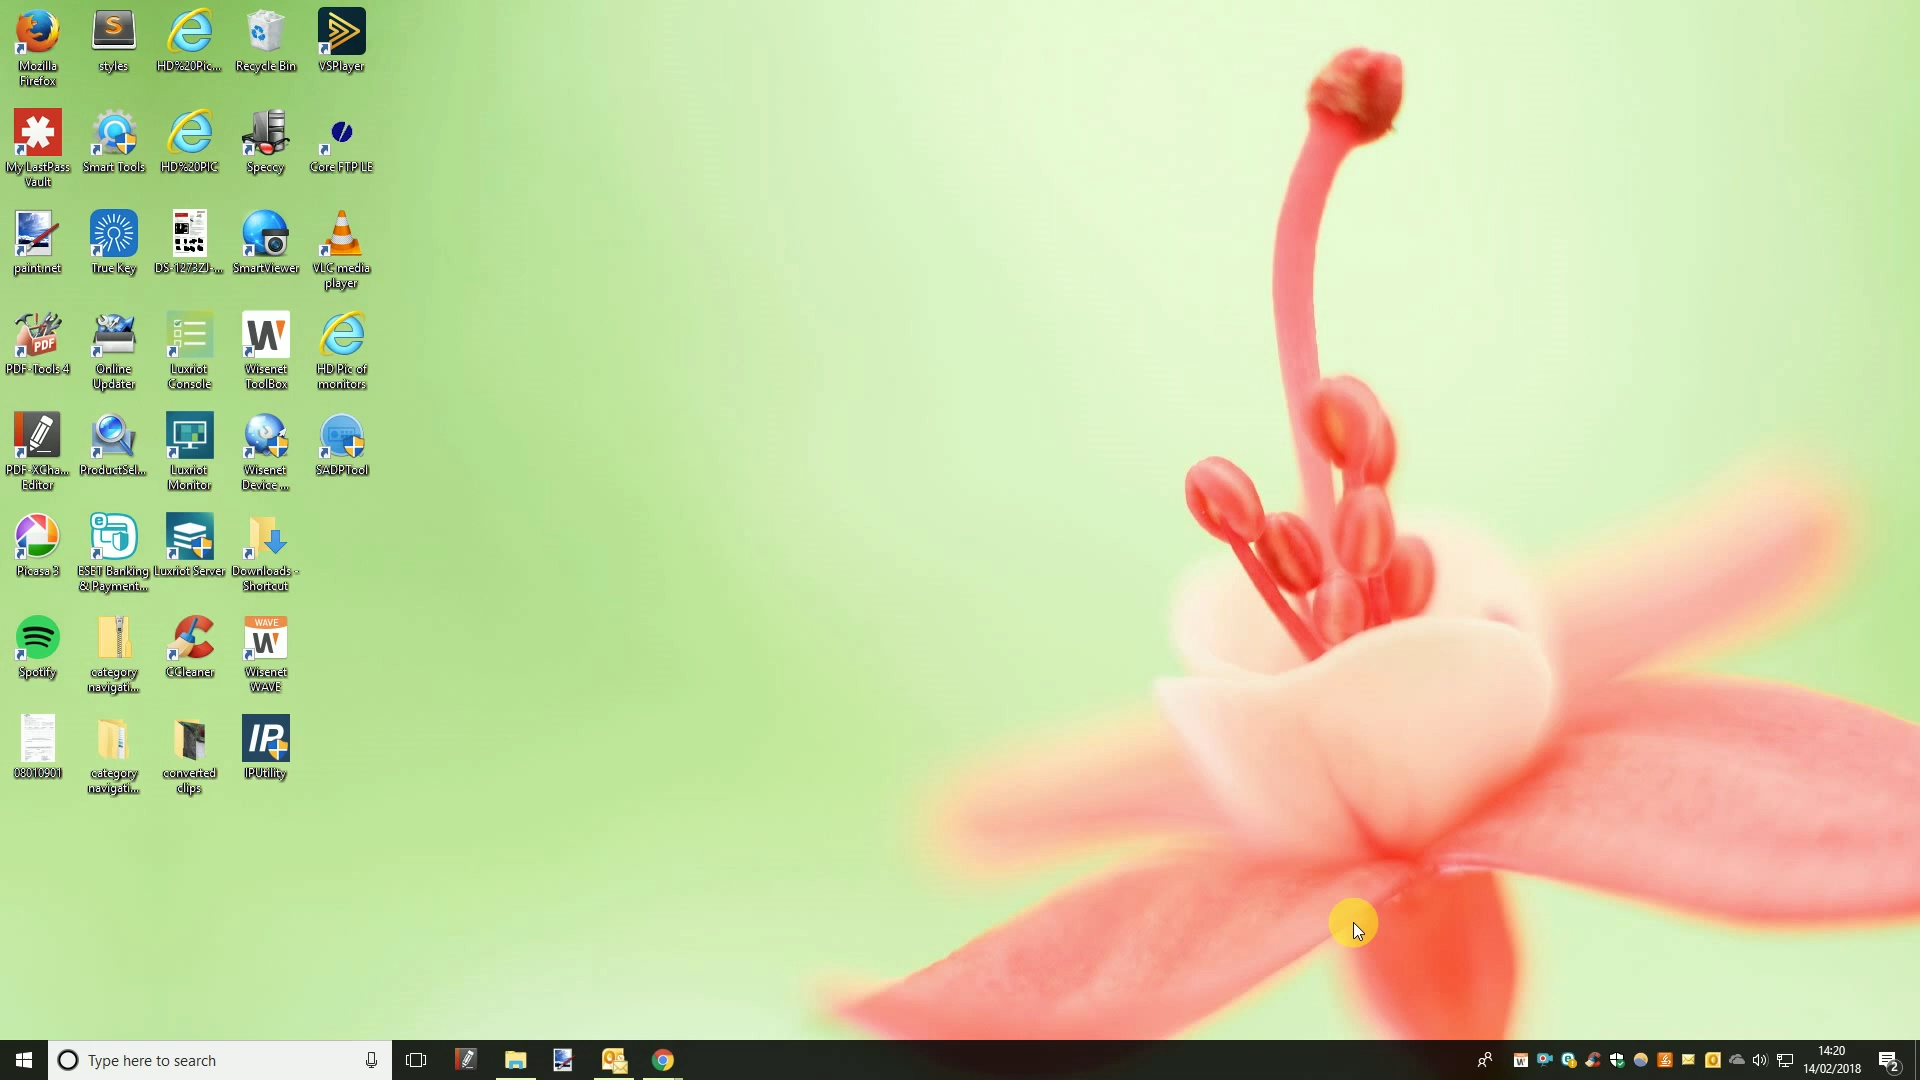 Mozilla
Firefox
styles
HD%20Pic...
Recycle Bin
VSPlayer
My LastPass
Vault
Smart Tools
HD%20PIC
Speccy
Core FTP LE
paint.net
True Key
DS-1273ZJ-...
SmartViewer
VLC media
player
PDF-Tools 4
Online
Updater
Luxriot
Console
Wisenet
ToolBox
HD Pic of
monitors
PDF-XCha...
Editor
ProductSel...
Luxriot
Monitor
Wisenet
Device ...
SADPTool
Picasa 3
ESET Banking
& Payment...
Luxriot Server
Downloads -
Shortcut
Spotify
category
navigati...
CCleaner
WAVE
W
Wisenet
WAVE
08010901
category
navigati...
converted
clips
IP
IPUtility
Type here to search
14:20
14/02/2018
2